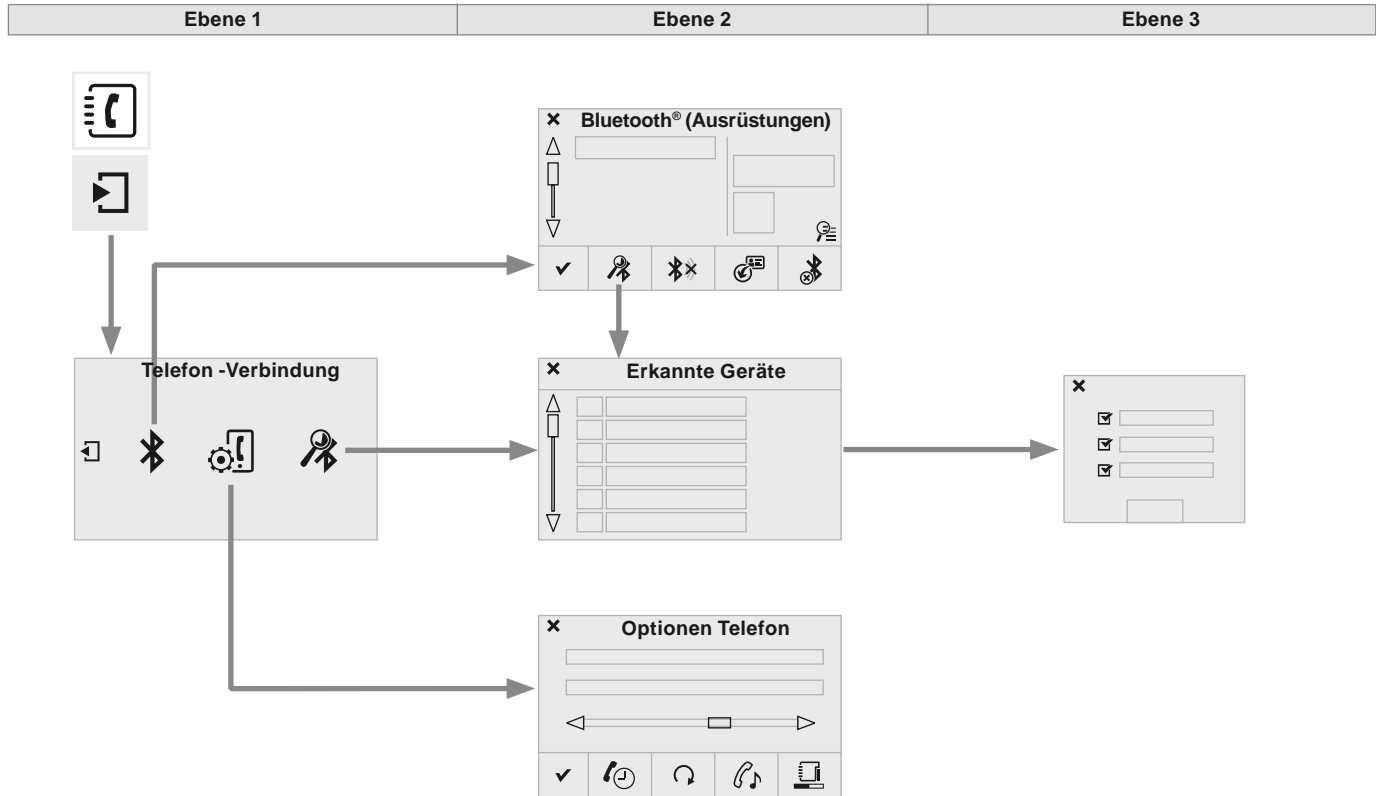 Ebene 1
Ebene 2
Ebene 3
Bluetooth® (Ausrüstungen)
Telefon -Verbindung
Erkannte Geräte
Optionen Telefon